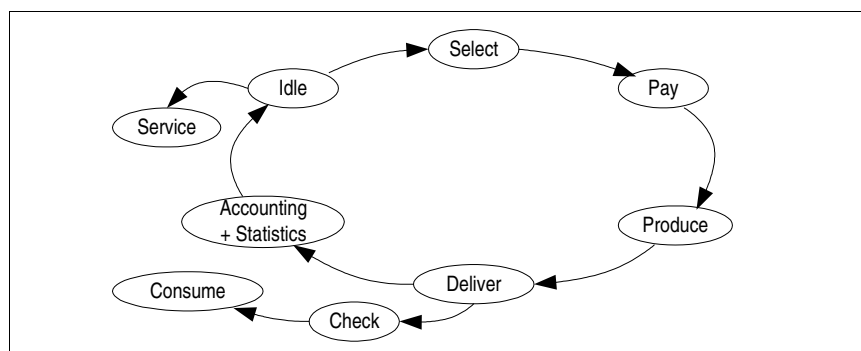 Select
Idle
Pay
Service
Accounting
+ Statistics
Produce
Deliver
Consume
Check